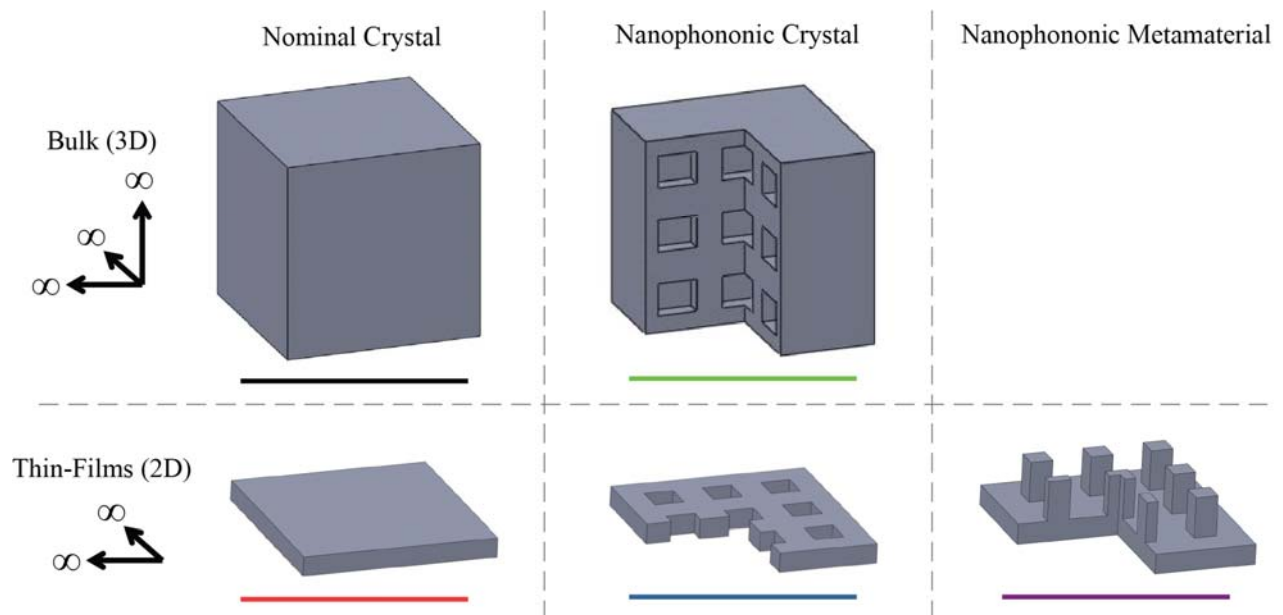 Nominal Crystal
Nanophononic Crystal
Nanophononic Metamaterial
Bulk (3D)
∞
∞
∞
Thin-Films (2D)
∞
∞